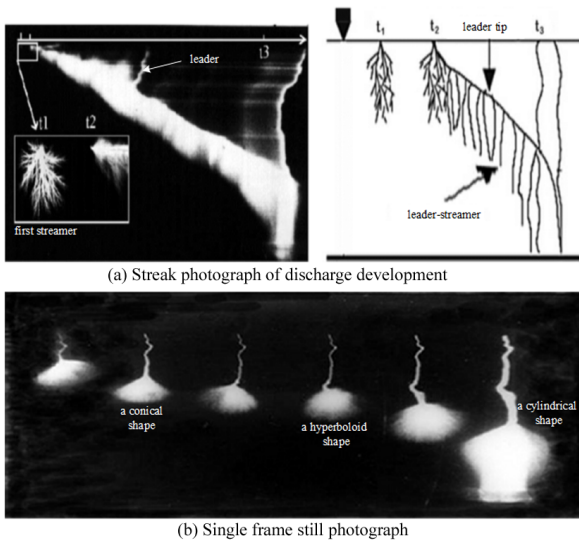 t3
leader
t1
t2
first streamer
leader tip
t₁
t₂
t₃
leader-streamer
(a) Streak photograph of discharge development
a conical
shape
a hyperboloid
shape
a cylindrical
shape
(b) Single frame still photograph